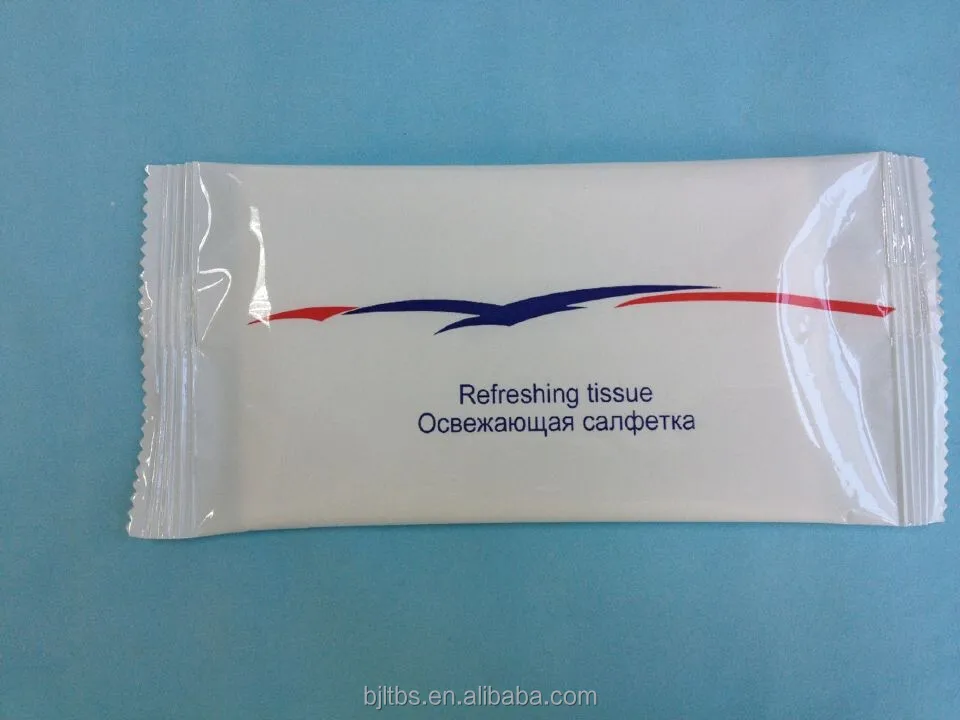 Refreshing tissue
Освежающая салфетка
bjltbs.en.alibaba.com